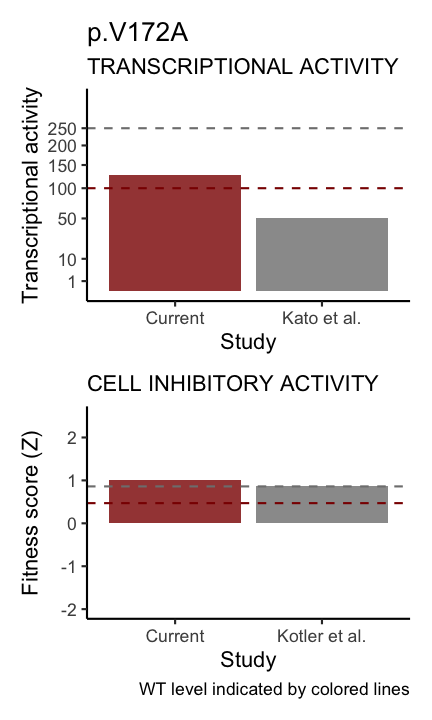 p.V172A
TRANSCRIPTIONAL ACTIVITY
Transcriptional activity
250
200
150
100
50
10
1
Current
Kato et al.
Study
CELL INHIBITORY ACTIVITY
Fitness score (Z)
2
1
0
-1
-2
Current
Kotler et al.
Study
WT level indicated by colored lines